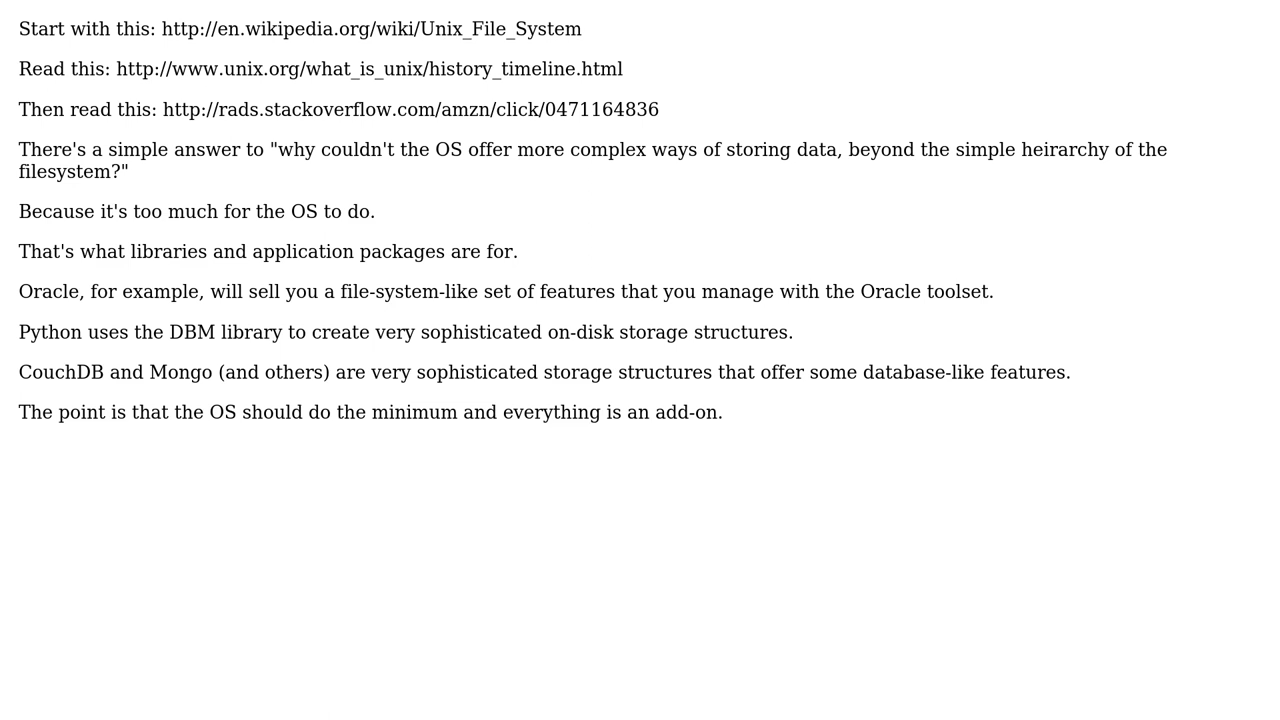 Start with this: http://en.wikipedia.org/wiki/Unix_File_System
Read this: http://www.unix.org/what_is_unix/history_timeline.html
Then read this: http://rads.stackoverflow.com/amzn/click/0471164836
There's a simple answer to "why couldn't the OS offer more complex ways of storing data, beyond the simple heirarchy of the
filesystem?"
Because it's too much for the OS to do.
That's what libraries and application packages are for.
Oracle, for example, will sell you a file-system-like set of features that you manage with the Oracle toolset.
Python uses the DBM library to create very sophisticated on-disk storage structures.
CouchDB and Mongo (and others) are very sophisticated storage structures that offer some database-like features.
The point is that the OS should do the minimum and everything is an add-on.